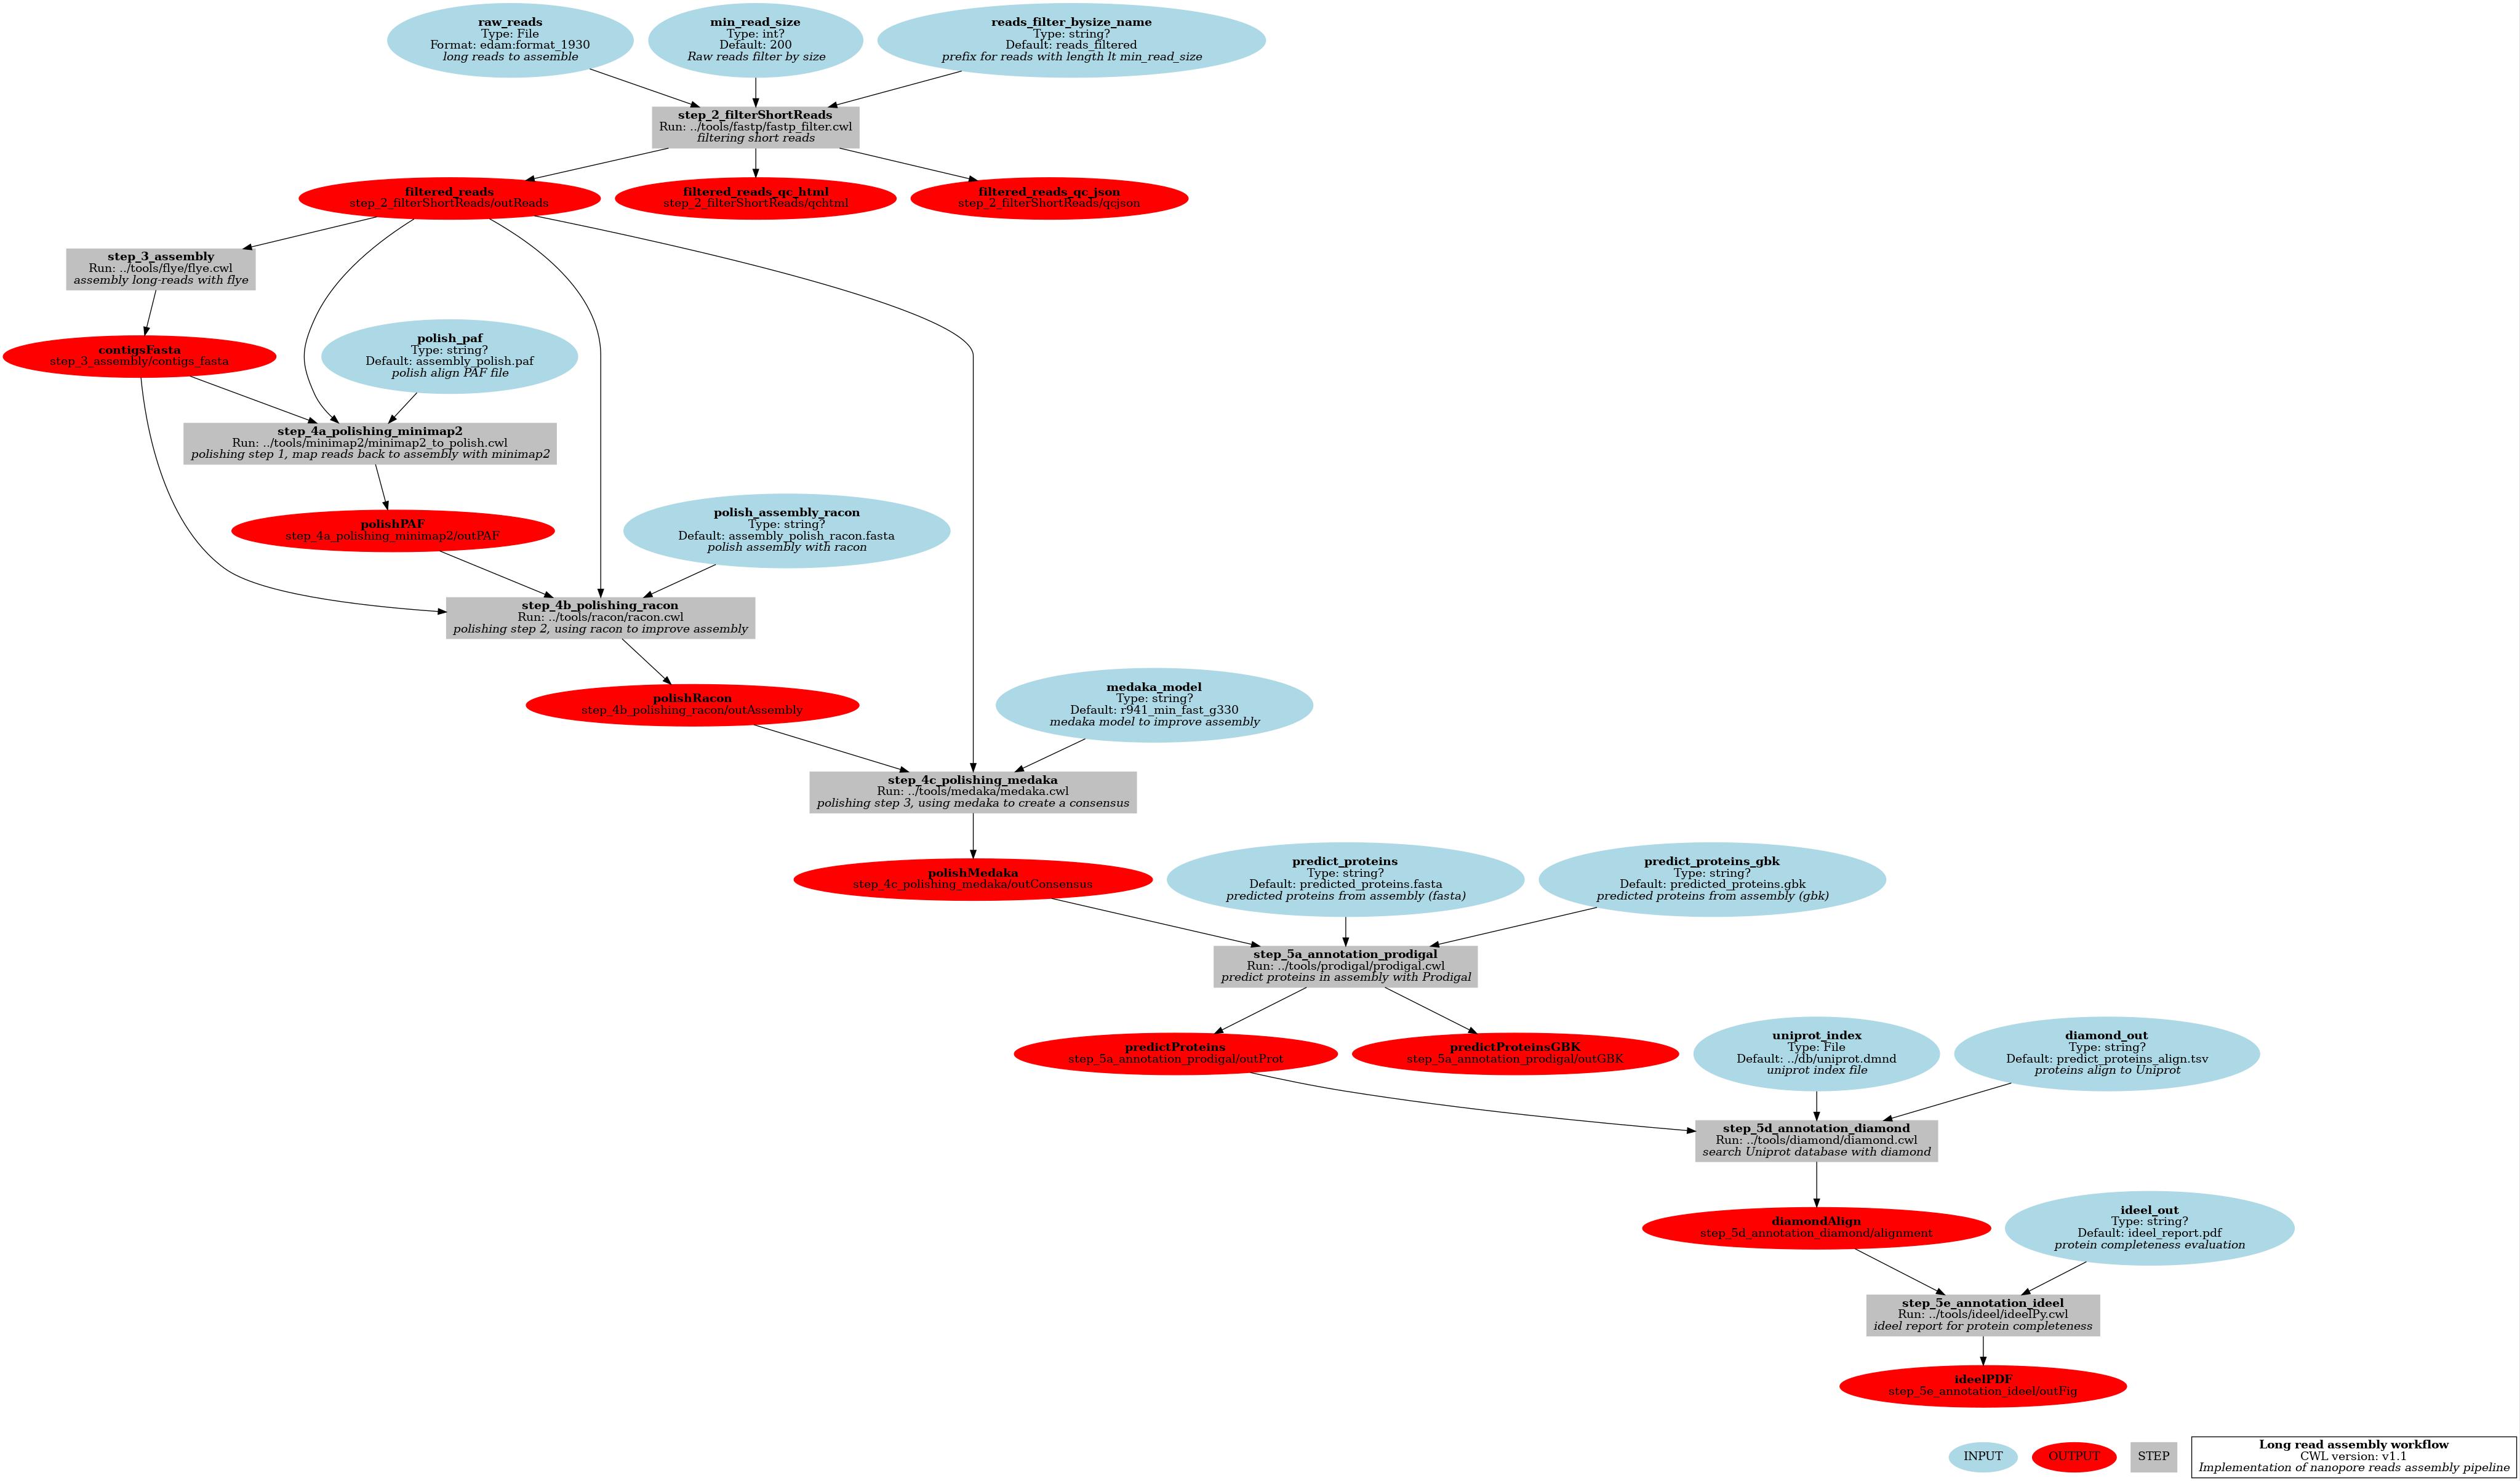 raw_reads
Type: File
Format: edam:format_1930
long reads to assemble
min_read_size
Type: int?
Default: 200
Raw reads filter by size
reads_filter_bysize_name
Type: string?
Default: reads_filtered
prefix for reads with length lt min_read_size
step_2_filterShortReads
Run: ../tools/fastp/fastp_filter.cwl
filtering short reads
filtered_reads
step_2_filterShortReads/outReads
filtered_reads_qc_html
step_2_filterShortReads/qchtml
filtered_reads_qc_json
step_2_filterShortReads/qcjson
step_3_assembly
Run: ../tools/flye/flye.cwl
assembly long-reads with flye
contigsFasta
step_3_assembly/contigs_fasta
polish_paf
Type: string?
Default: assembly_polish.paf
polish align PAF file
step_4a_polishing_minimap2
Run: ../tools/minimap2/minimap2_to_polish.cwl
polishing step 1, map reads back to assembly with minimap2
polishPAF
step_4a_polishing_minimap2/outPAF
polish_assembly_racon
Type: string?
Default: assembly_polish_racon.fasta
polish assembly with racon
step_4b_polishing_racon
Run: ../tools/racon/racon.cwl
polishing step 2, using racon to improve assembly
polishRacon
step_4b_polishing_racon/outAssembly
medaka_model
Type: string?
Default: r941_min_fast_g330
medaka model to improve assembly
step_4c_polishing_medaka
Run: ../tools/medaka/medaka.cwl
polishing step 3, using medaka to create a consensus
polishMedaka
step_4c_polishing_medaka/outConsensus
predict_proteins
Type: string?
Default: predicted_proteins.fasta
predicted proteins from assembly (fasta)
predict_proteins_gbk
Type: string?
Default: predicted_proteins.gbk
predicted proteins from assembly (gbk)
step_5a_annotation_prodigal
Run: ../tools/prodigal/prodigal.cwl
predict proteins in assembly with Prodigal
predictProteins
step_5a_annotation_prodigal/outProt
predictProteinsGBK
step_5a_annotation_prodigal/outGBK
uniprot_index
Type: File
Default: ../db/uniprot.dmnd
uniprot index file
diamond_out
Type: string?
Default: predict_proteins_align.tsv
proteins align to Uniprot
step_5d_annotation_diamond
Run: ../tools/diamond/diamond.cwl
search Uniprot database with diamond
diamondAlign
step_5d_annotation_diamond/alignment
ideel_out
Type: string?
Default: ideel_report.pdf
protein completeness evaluation
step_5e_annotation_ideel
Run: ../tools/ideel/ideelPy.cwl
ideel report for protein completeness
ideelPDF
step_5e_annotation_ideel/outFig
INPUT
OUTPUT
STEP
Long read assembly workflow
CWL version: v1.1
Implementation of nanopore reads assembly pipeline